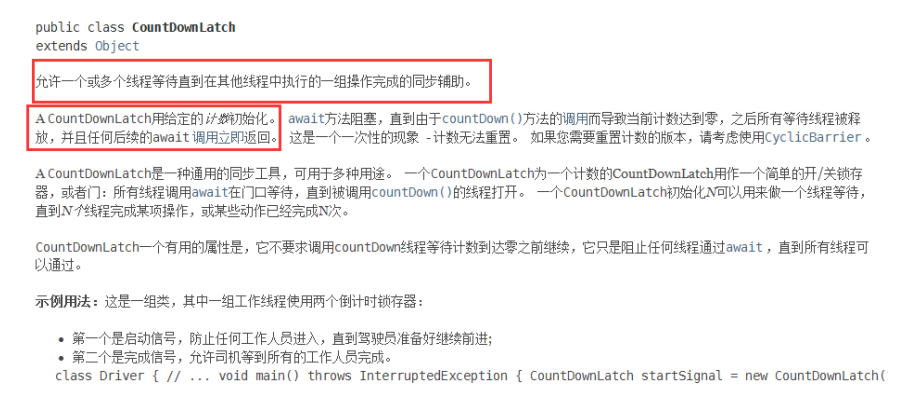 public class CountDownLatch
extends Object
允许一个或多个线程等待直到在其他线程中执行的一组操作完成的同步辅助。
A CountDownLatch用给定的计数初始化。 await方法阻塞，直到由于countDown()方法的调用而导致当前计数达到零，之后所有等待线程被释
放，并且任何后续的await 调用立即返回。 这是一个一次性的现象 -计数无法重置。 如果您需要重置计数的版本，请考虑使用CyclicBarrier 。
A CountDownLatch是一种通用的同步工具，可用于多种用途。 一个CountDownLatch为一个计数的CountDownLatch用作一个简单的开/关锁存
器，或者门：所有线程调用await在门口等待，直到被调用countDown()的线程打开。 一个CountDownLatch初始化N可以用来做一个线程等待，
直到N个线程完成某项操作，或某些动作已经完成N次。
CountDownLatch一个有用的属性是，它不要求调用countDown线程等待计数到达零之前继续，它只是阻止任何线程通过await ，直到所有线程可
以通过。
示例用法：这是一组类，其中一组工作线程使用两个倒计时锁存器：
• 第一个是启动信号，防止任何工作人员进入，直到驾驶员准备好继续前进;
• 第二个是完成信号，允许司机等到所有的工作人员完成。
class Driver { // ... void main() throws InterruptedException { CountDownLatch startSignal = new CountDownLatch(